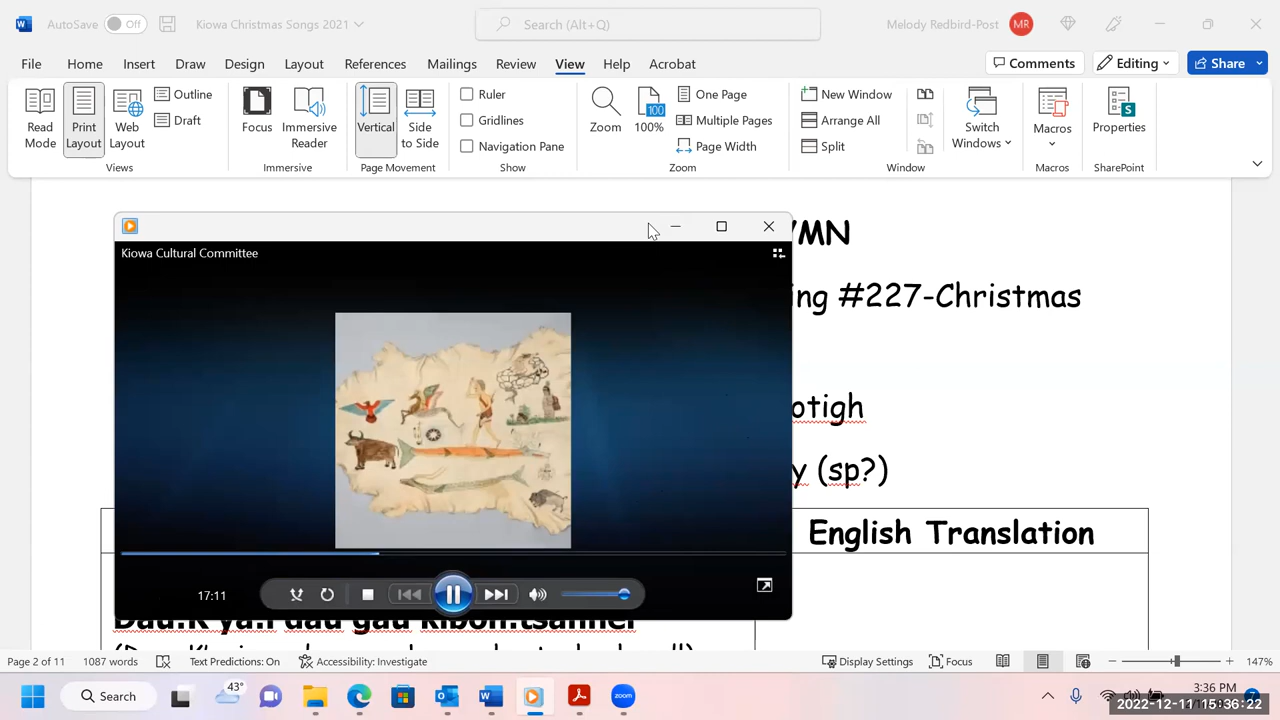 AutoSave Off Kiowa Christmas Songs 2021 Search (Alt+Q) Melody Redbird-Post MR
File Home Insert Draw Design Layout References Mailings Review View Help Acrobat Comments Editing Share
Read Mode
Print Layout
Web Layout
Outline
Draft
Views
Focus
Immersive Reader
Immersive
Vertical
Side to Side
Page Movement
Ruler
Gridlines
Navigation Pane
Show
Zoom
100
100%
One Page
Multiple Pages
Page Width
Zoom
New Window
Arrange All
Split
Switch Windows
Window
Macros
Macros
S
Properties
SharePoint
YMN
ing #227-Christmas
otigh
y (sp?)
English Translation
Kiowa Cultural Committee
17:11
Page 2 of 11 1087 words Text Predictions: On Accessibility: Investigate Display Settings Focus 147%
Search 43° zoom 3:36 PM
2022-12-11 15:36:22